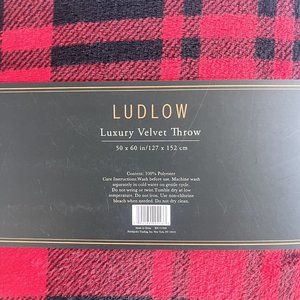 LUDLOW
Luxury Velvet Throw
50 x 60 in/127 x 152 cm
Content: 100% Polyester
Care Instructions:Wash before use. Machine wash
separately in cold water on gentle cycle.
Do not wring or twist Tumble dry at low
temperature. Do not iron. Use non-chlorine
bleach when needed. Do not dry clean.
Made in China